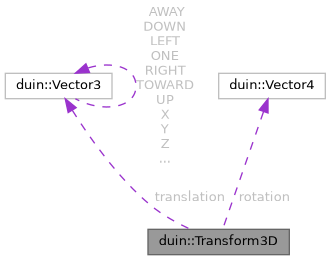 AWAY
DOWN
LEFT
ONE
RIGHT
TOWARD
UP
X
Y
Z
...
duin::Vector3
duin::Vector4
translation
rotation
duin::Transform3D